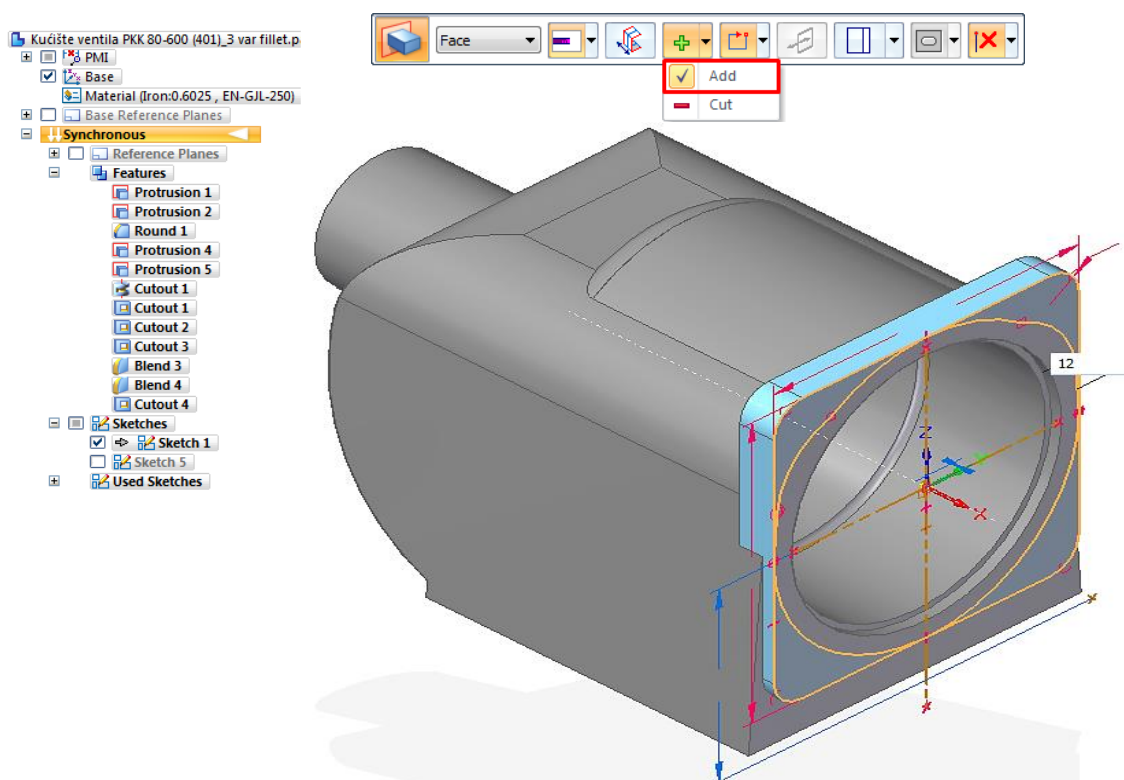 Kućište ventila PKK 80-600 (401)_3 var fillet.p
PMI
Base
Material (Iron:0.6025 , EN-GJL-250)
Base Reference Planes
Synchronous
Reference Planes
Features
Protrusion 1
Protrusion 2
Round 1
Protrusion 4
Protrusion 5
Cutout 1
Cutout 1
Cutout 2
Cutout 3
Blend 3
Blend 4
Cutout 4
Sketches
Sketch 1
Sketch 5
Used Sketches
Face
Add
Cut
12
Z
X